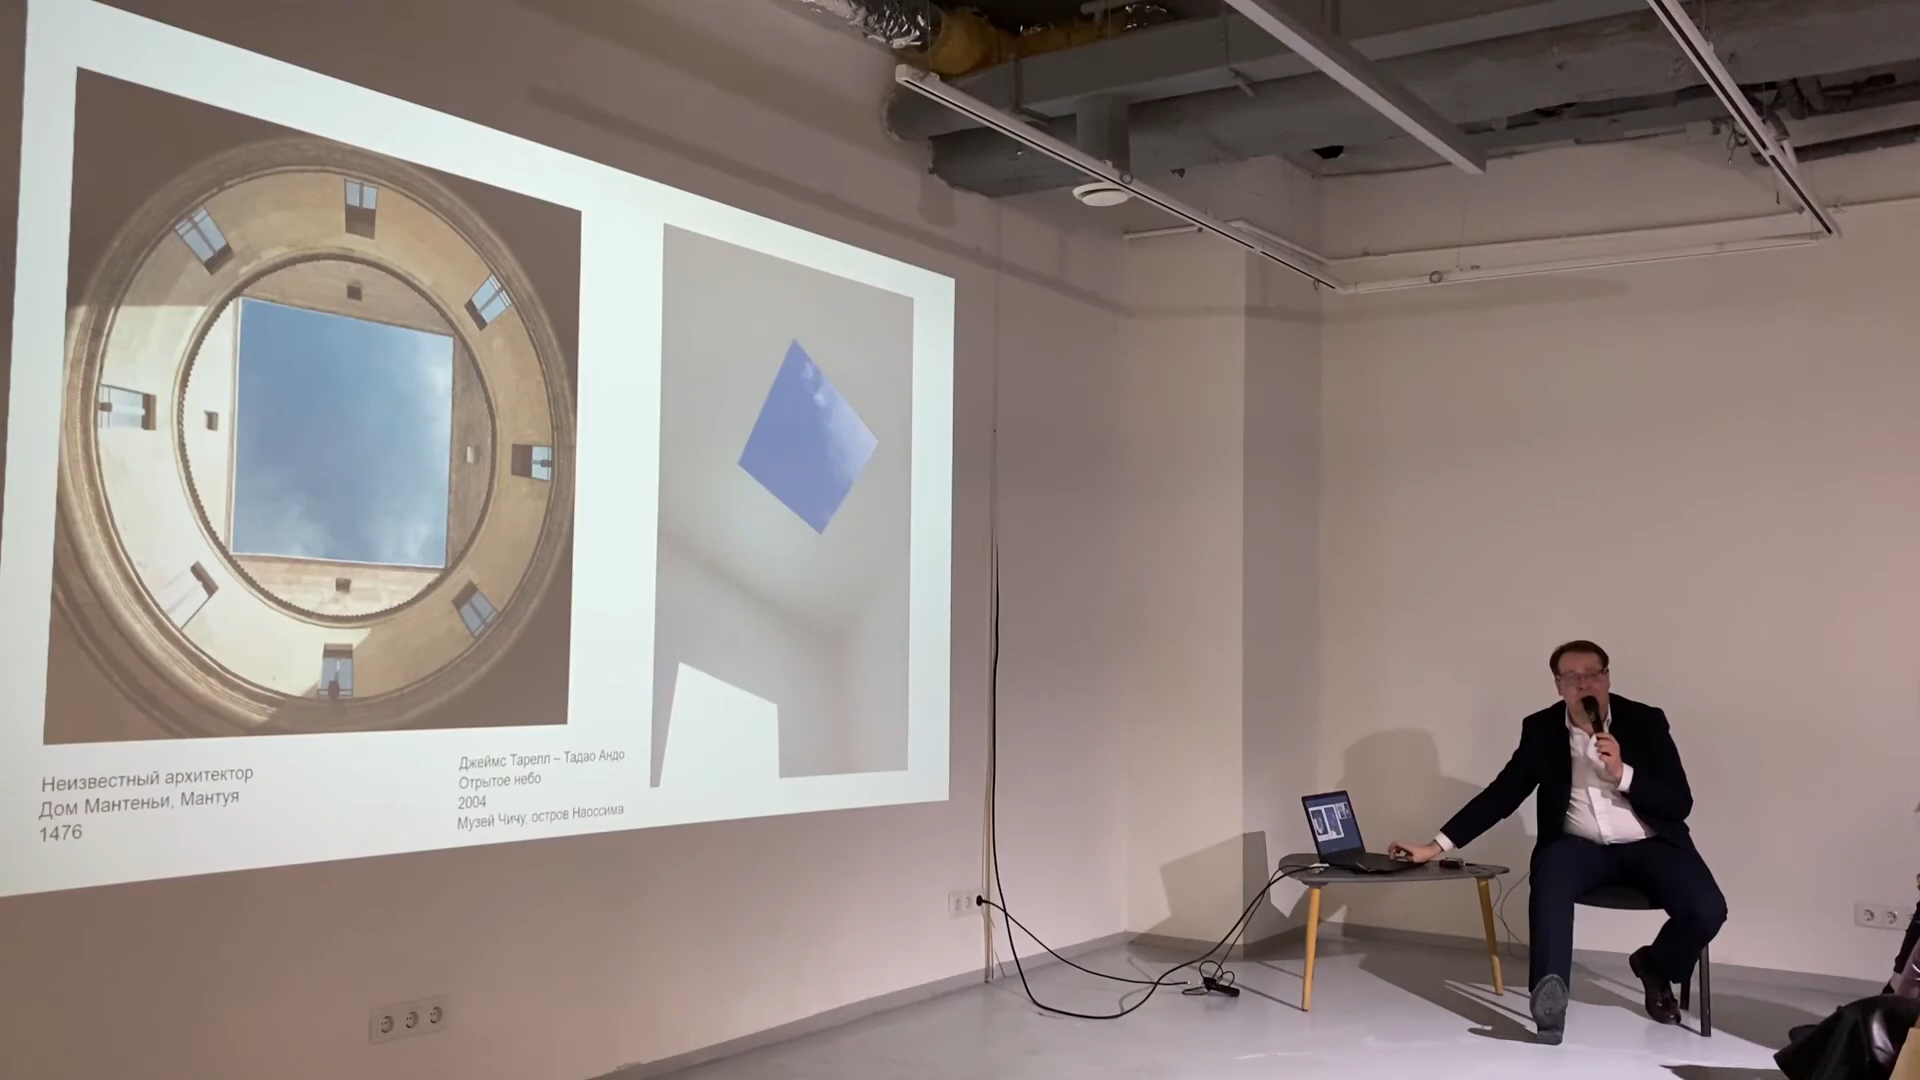 Неизвестный архитектор
Дом Мантеньи, Мантуя
1476
Джеймс Тарелл – Тадао Андо
Отрытое небо
2004
Музей Чичу, остров Наоссима